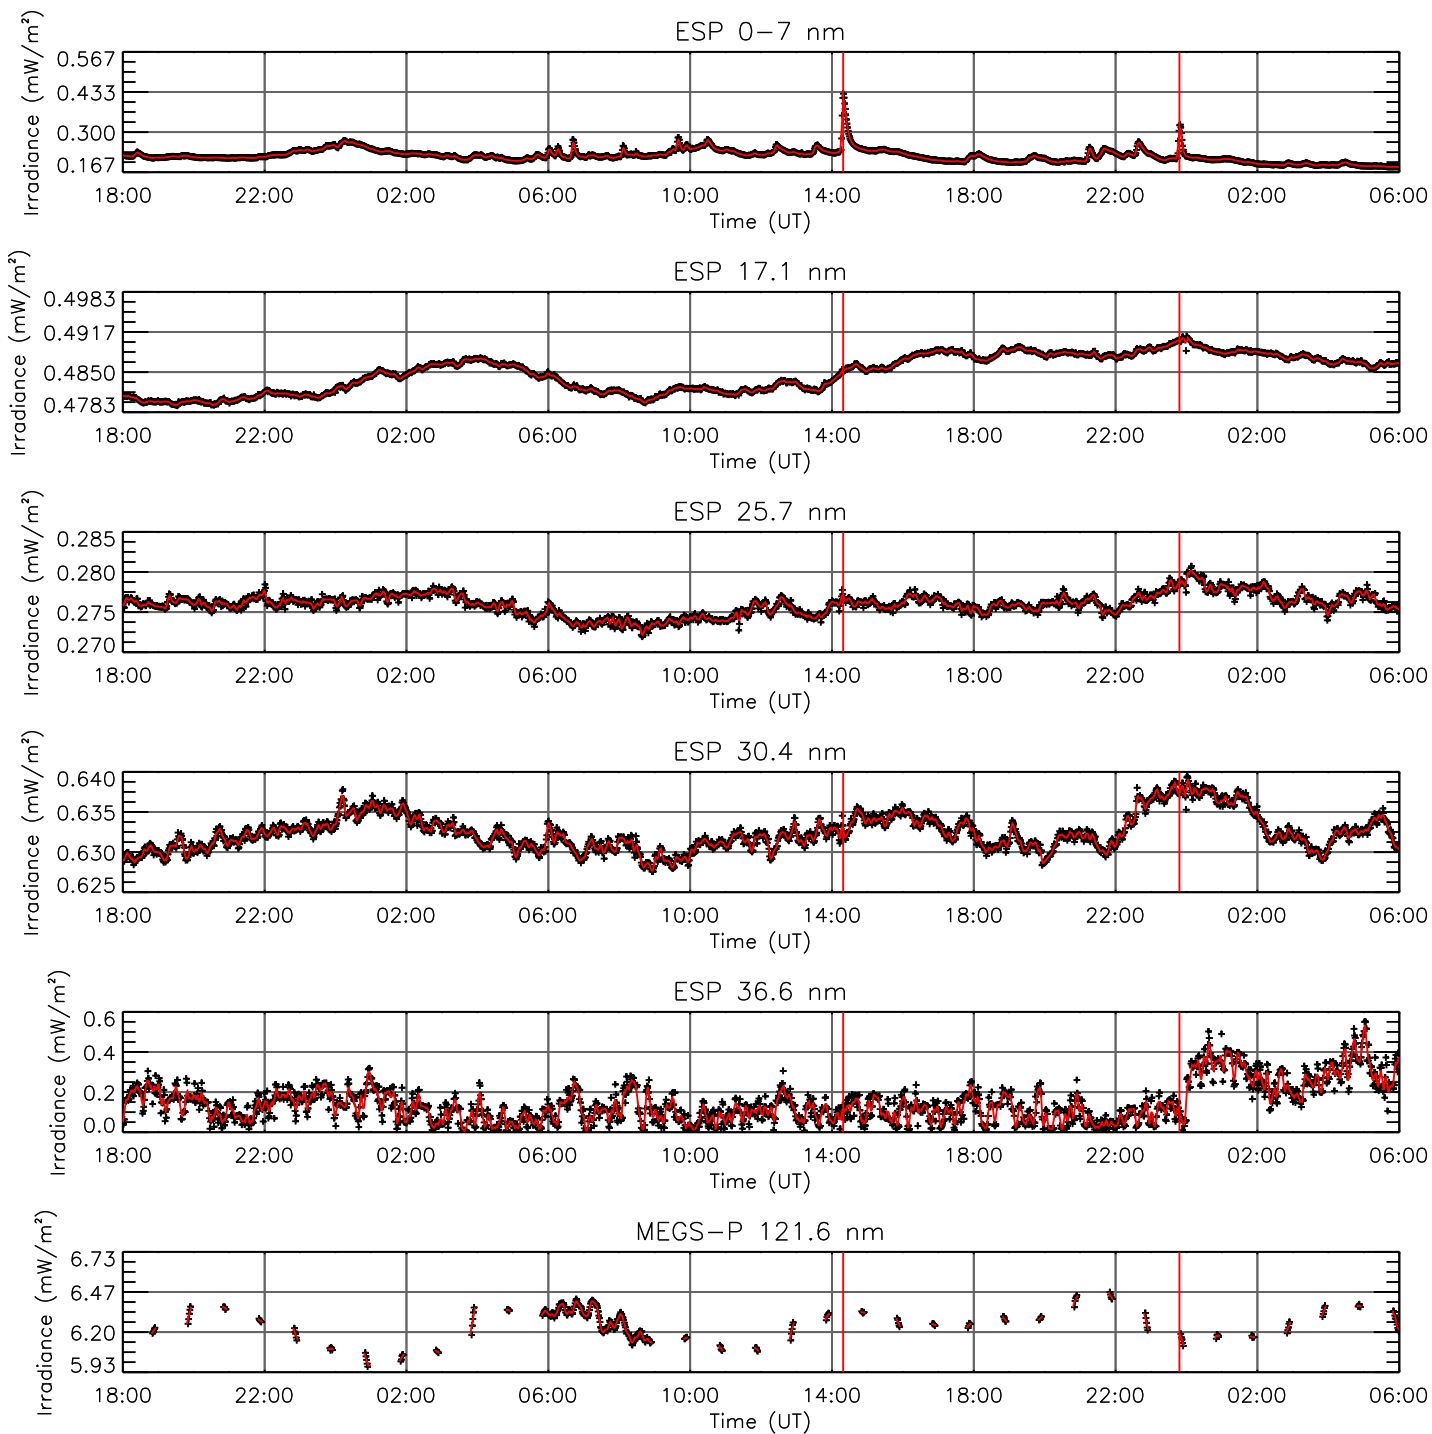 ESP 0-7 nm
Irradiance (mW/m²)
0.567
0.433
0.300
0.167
18:00 22:00 02:00 06:00 10:00 14:00 18:00 22:00 02:00 06:00
Time (UT)
ESP 17.1 nm
Irradiance (mW/m²)
0.4983
0.4917
0.4850
0.4783
18:00 22:00 02:00 06:00 10:00 14:00 18:00 22:00 02:00 06:00
Time (UT)
ESP 25.7 nm
Irradiance (mW/m²)
0.285
0.280
0.275
0.270
18:00 22:00 02:00 06:00 10:00 14:00 18:00 22:00 02:00 06:00
Time (UT)
ESP 30.4 nm
Irradiance (mW/m²)
0.640
0.635
0.630
0.625
18:00 22:00 02:00 06:00 10:00 14:00 18:00 22:00 02:00 06:00
Time (UT)
ESP 36.6 nm
Irradiance (mW/m²)
0.6
0.4
0.2
0.0
18:00 22:00 02:00 06:00 10:00 14:00 18:00 22:00 02:00 06:00
Time (UT)
MEGS-P 121.6 nm
Irradiance (mW/m²)
6.73
6.47
6.20
5.93
18:00 22:00 02:00 06:00 10:00 14:00 18:00 22:00 02:00 06:00
Time (UT)